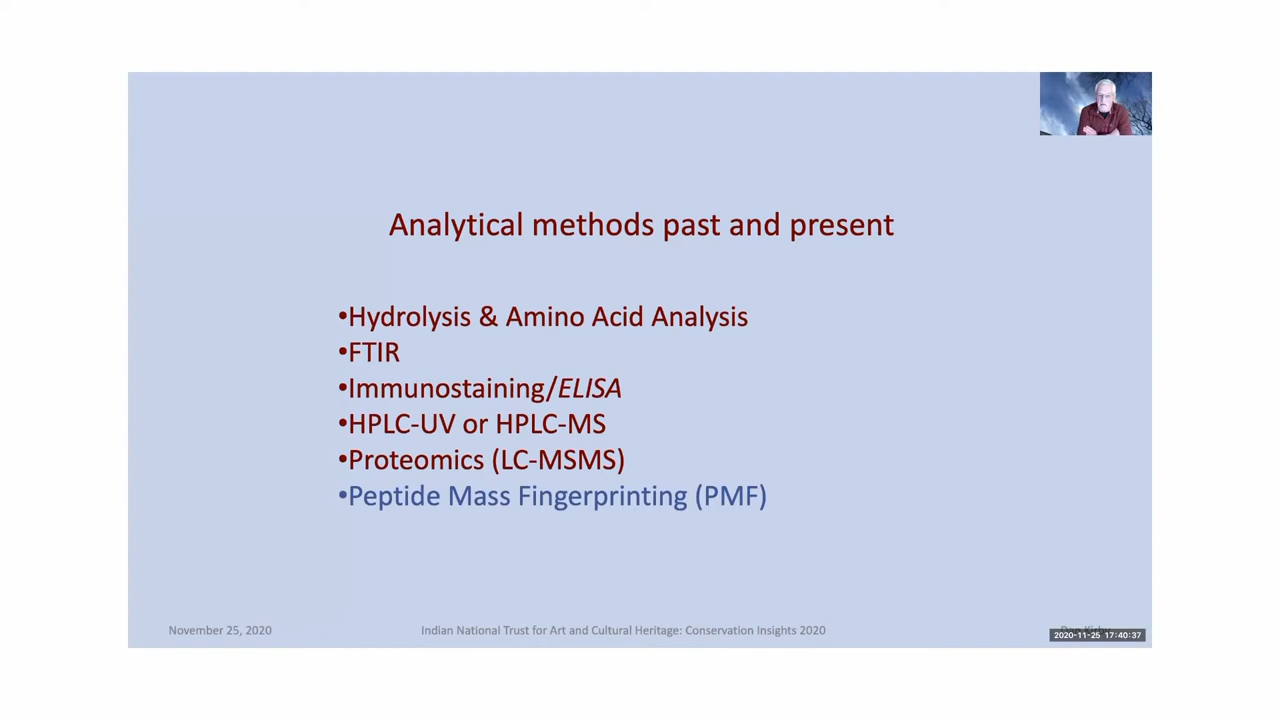 Analytical methods past and present
•Hydrolysis & Amino Acid Analysis
•FTIR
•Immunostaining/ELISA
•HPLC-UV or HPLC-MS
•Proteomics (LC-MSMS)
•Peptide Mass Fingerprinting (PMF)
November 25, 2020
Indian National Trust for Art and Cultural Heritage: Conservation Insights 2020
2020-11-25 17:40:37